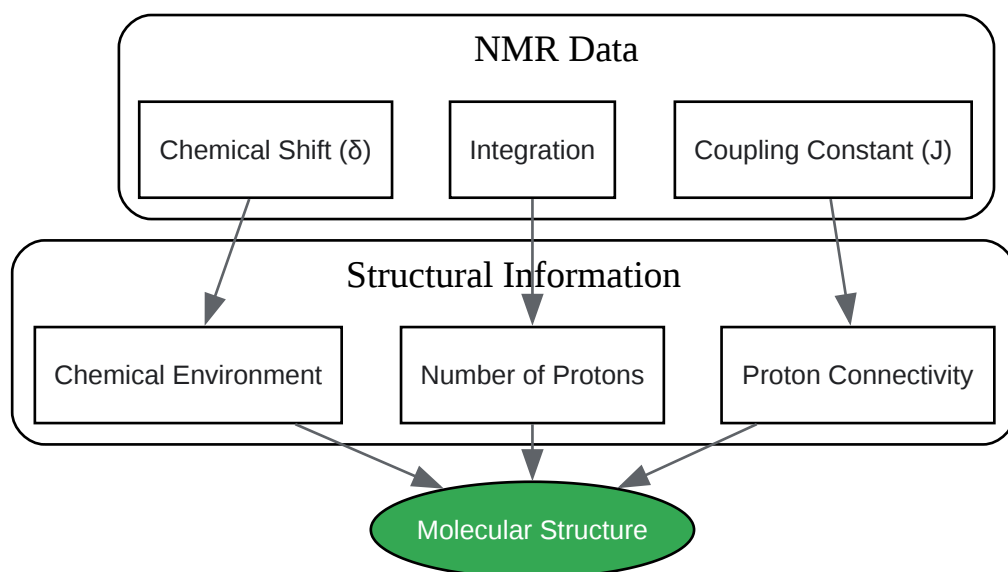 NMR Data
Chemical Shift (δ)
Integration
Coupling Constant (J)
Structural Information
Chemical Environment
Number of Protons
Proton Connectivity
Molecular Structure